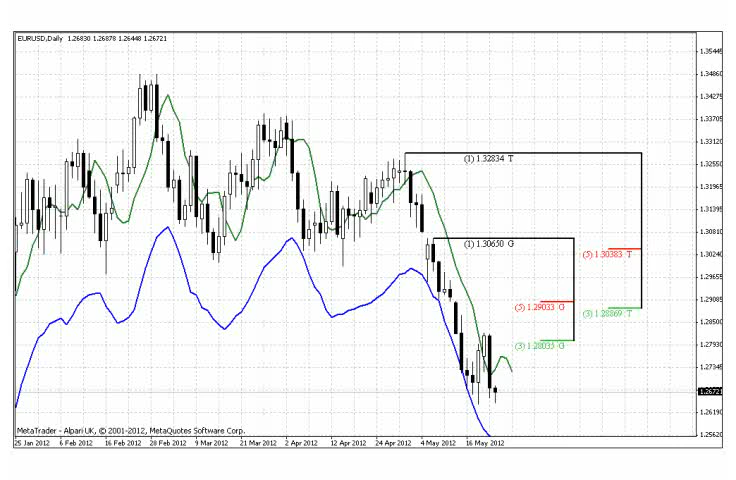 EURUSD,Daily 1.26830 1.26878 1.26448 1.26721
1.35445
1.34860
1.34275
1.33705
1.33120
(1) 1.32834 T
1.32550
1.31965
1.31395
1.30810
(1) 1.30650 G
1.30240
(5) 1.30383 T
1.29655
1.29085
(5) 1.29033 G
(3) 1.28869 T
1.28500
1.27930
(3) 1.28035 G
1.27345
1.26721
1.26190
1.25620
MetaTrader - Alpari UK, © 2001-2012, MetaQuotes Software Corp.
25 Jan 2012 6 Feb 2012 16 Feb 2012 28 Feb 2012 9 Mar 2012 21 Mar 2012 2 Apr 2012 12 Apr 2012 24 Apr 2012 4 May 2012 16 May 2012